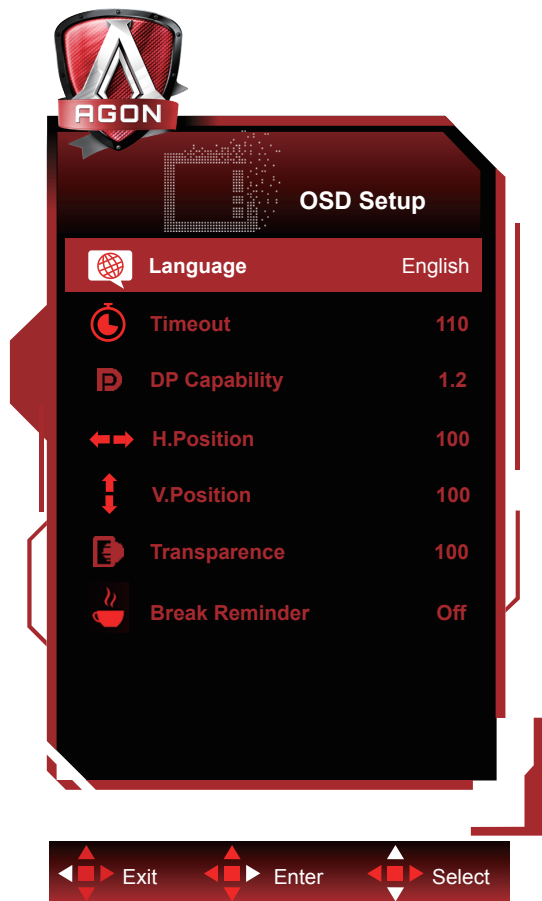 AGON
OSD Setup
Language English
Timeout 110
DP Capability 1.2
H.Position 100
V.Position 100
Transparence 100
Break Reminder Off
Exit Enter Select